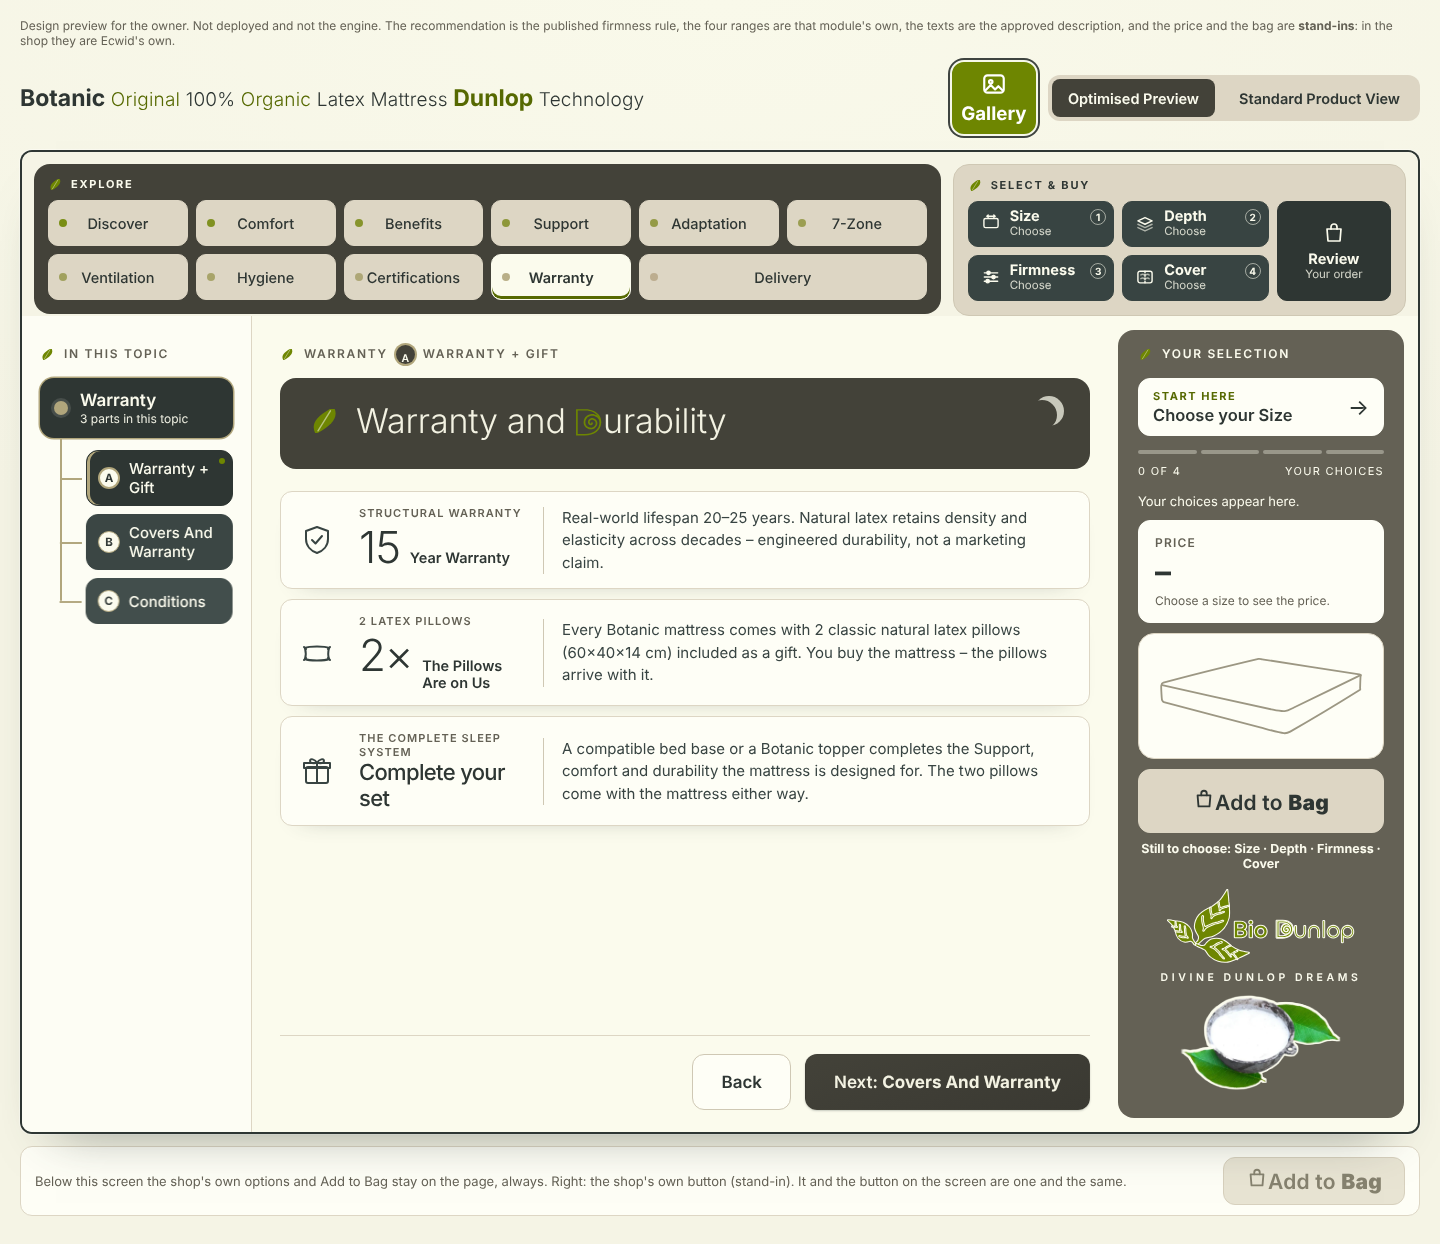 Design preview for the owner. Not deployed and not the engine. The recommendation is the published firmness rule, the four ranges are that module's own, the texts are the approved description, and the price and the bag are stand-ins: in the
shop they are Ecwid's own.
Botanic Original 100% Organic Latex Mattress Dunlop Technology
Gallery
Optimised Preview
Standard Product View
EXPLORE
Discover
Comfort
Benefits
Support
Adaptation
7-Zone
Ventilation
Hygiene
Certifications
Warranty
Delivery
SELECT & BUY
Size
Choose
1
Depth
Choose
2
Firmness
Choose
3
Cover
Choose
4
Review
Your order
IN THIS TOPIC
Warranty
3 parts in this topic
A
Warranty +
Gift
B
Covers And
Warranty
C
Conditions
WARRANTY A WARRANTY + GIFT
Warranty and Durability
STRUCTURAL WARRANTY
15 Year Warranty
Real-world lifespan 20–25 years. Natural latex retains density and
elasticity across decades – engineered durability, not a marketing
claim.
2 LATEX PILLOWS
2× The Pillows
Are on Us
Every Botanic mattress comes with 2 classic natural latex pillows
(60×40×14 cm) included as a gift. You buy the mattress – the pillows
arrive with it.
THE COMPLETE SLEEP
SYSTEM
Complete your
set
A compatible bed base or a Botanic topper completes the Support,
comfort and durability the mattress is designed for. The two pillows
come with the mattress either way.
Back
Next: Covers And Warranty
YOUR SELECTION
START HERE
Choose your Size
0 OF 4
YOUR CHOICES
Your choices appear here.
PRICE
–
Choose a size to see the price.
Add to Bag
Still to choose: Size · Depth · Firmness ·
Cover
Bio Dunlop
DIVINE DUNLOP DREAMS
Below this screen the shop's own options and Add to Bag stay on the page, always. Right: the shop's own button (stand-in). It and the button on the screen are one and the same.
Add to Bag